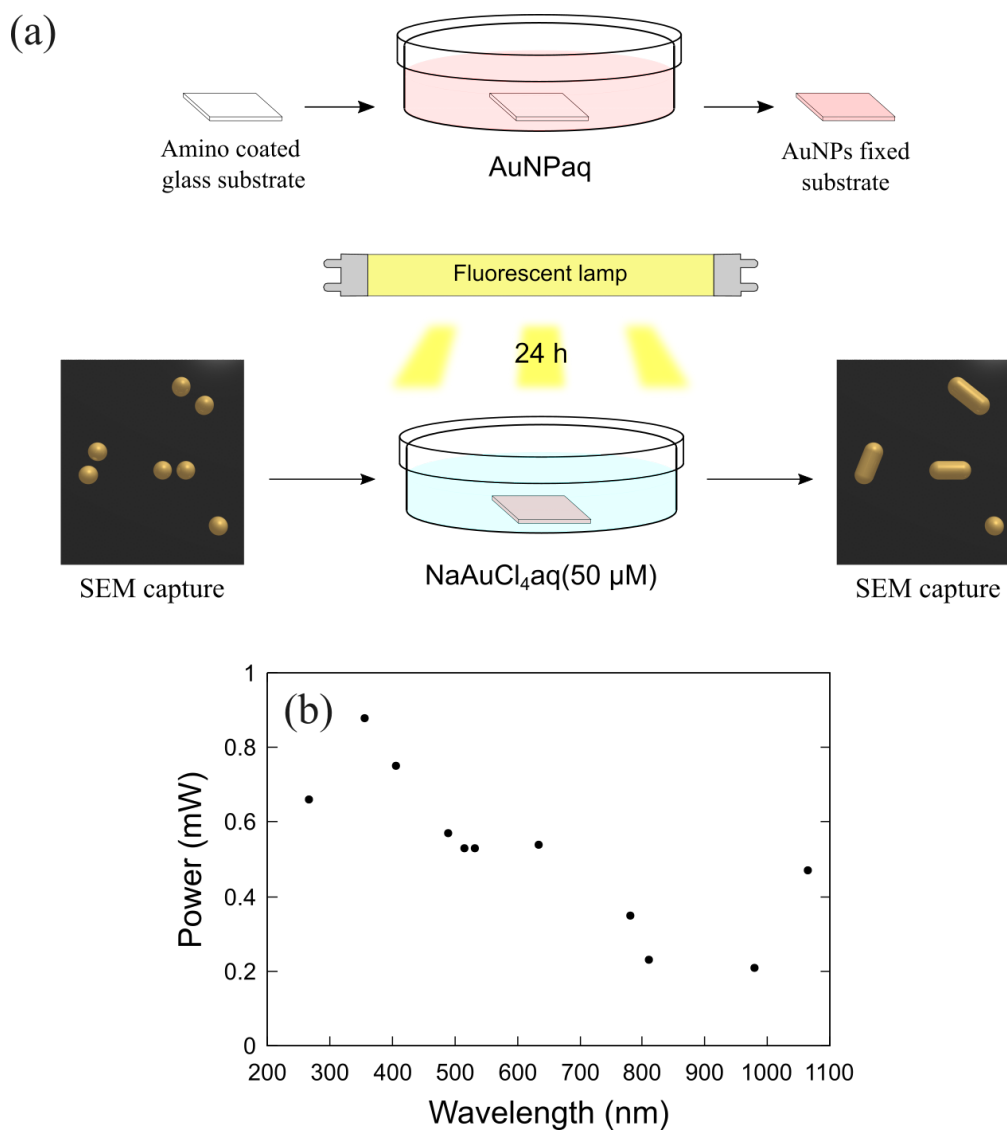 (a)
Amino coated
glass substrate
AuNPaq
AuNPs fixed
substrate
Fluorescent lamp
24 h
SEM capture
NaAuCl₄aq(50 µM)
SEM capture
(b)
Power (mW)
1
0.8
0.6
0.4
0.2
0
200 300 400 500 600 700 800 900 1000 1100
Wavelength (nm)